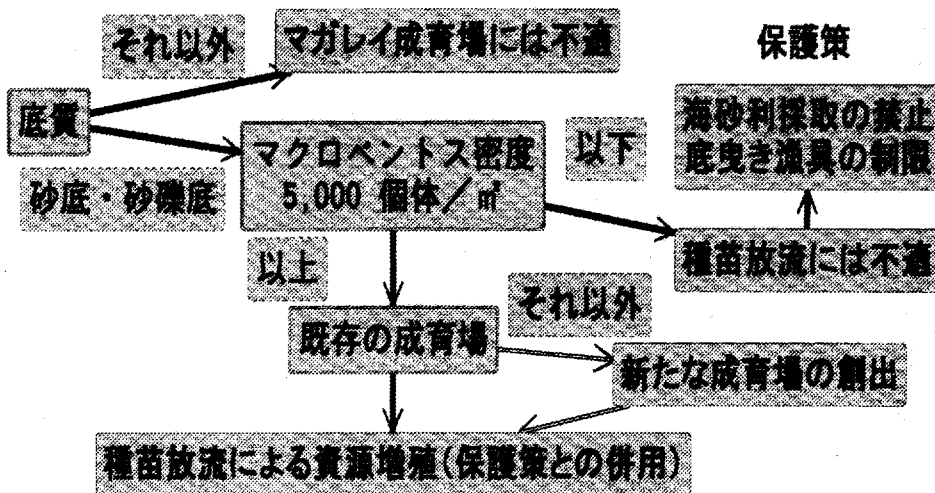 それ以外
マガレイ成育場には不適
保護策
底質
海砂利採取の禁止
底曳き漁具の制限
マクロベントス密度
5,000 個体／㎡
以下
砂底・砂礫底
種苗放流には不適
以上
それ以外
既存の成育場
新たな成育場の創出
種苗放流による資源増殖(保護策との併用)